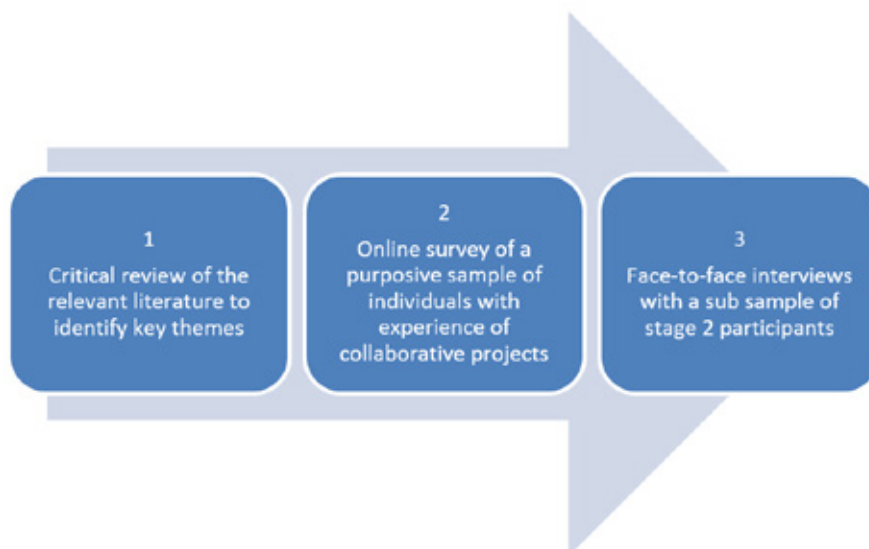 1
Critical review of the
relevant literature to
identify key themes
2
Online survey of a
purposive sample of
individuals with
experience of
collaborative projects
3
Face-to-face interviews
with a sub sample of
stage 2 participants